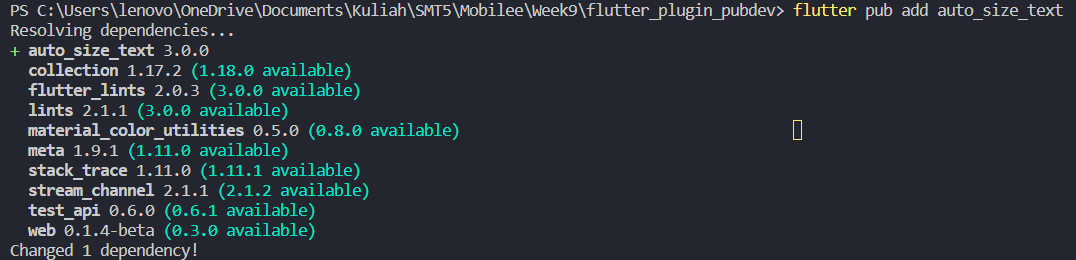 PS C:\Users\lenovo\OneDrive\Documents\Kuliah\SMT5\Mobilee\Week9\flutter_plugin_pubdev> flutter pub add auto_size_text
Resolving dependencies...
+ auto_size_text 3.0.0
  collection 1.17.2 (1.18.0 available)
  flutter_lints 2.0.3 (3.0.0 available)
  lints 2.1.1 (3.0.0 available)
  material_color_utilities 0.5.0 (0.8.0 available)
  meta 1.9.1 (1.11.0 available)
  stack_trace 1.11.0 (1.11.1 available)
  stream_channel 2.1.1 (2.1.2 available)
  test_api 0.6.0 (0.6.1 available)
  web 0.1.4-beta (0.3.0 available)
Changed 1 dependency!